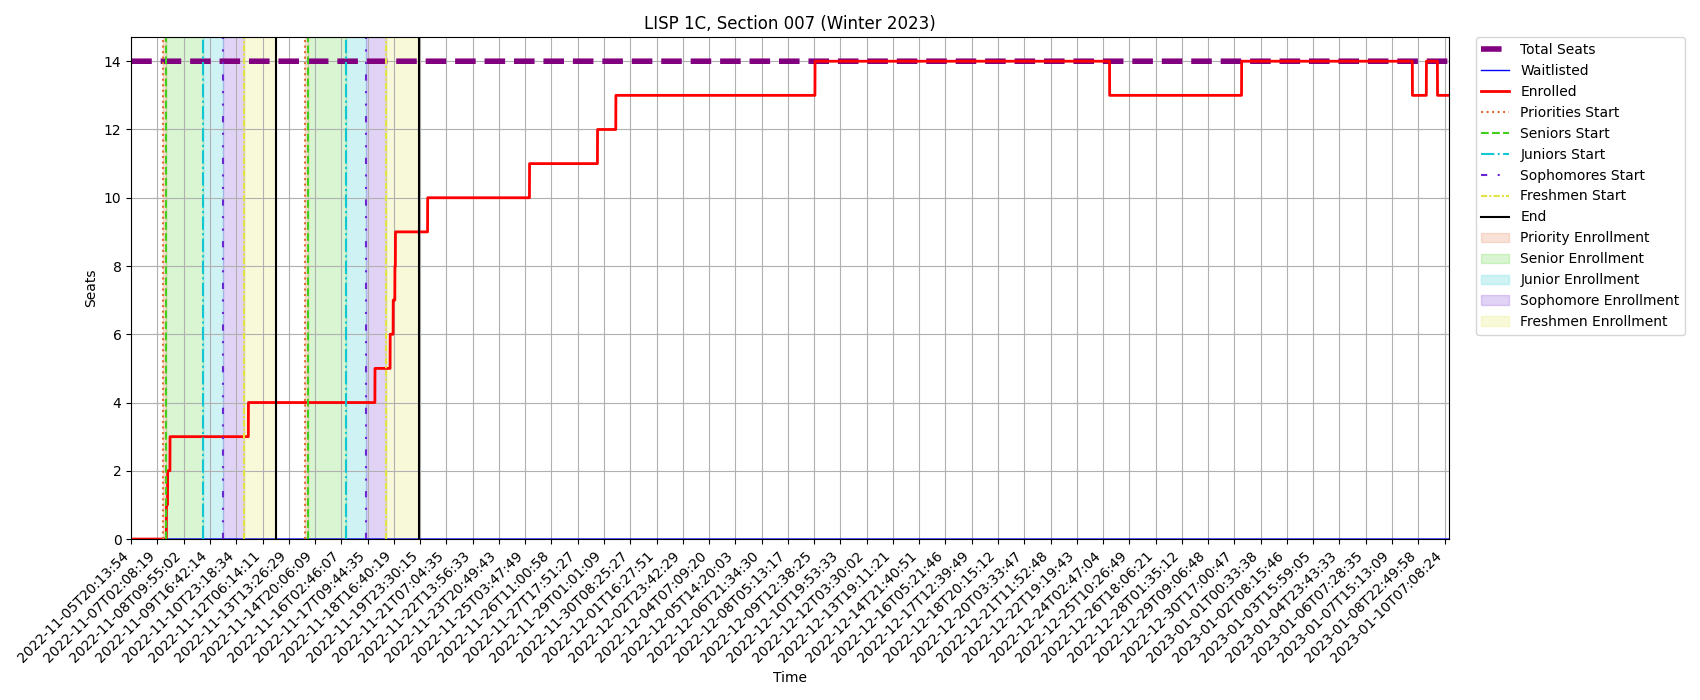 LISP 1C, Section 007 (Winter 2023)
Seats
14
12
10
8
6
4
2
0
2022-11-05T20:13:54
2022-11-07T02:08:19
2022-11-08T09:55:02
2022-11-09T16:42:14
2022-11-10T23:18:34
2022-11-12T06:14:11
2022-11-13T13:26:29
2022-11-14T20:06:09
2022-11-16T02:46:07
2022-11-17T09:44:35
2022-11-18T16:40:19
2022-11-19T23:30:15
2022-11-21T07:04:35
2022-11-22T13:56:33
2022-11-23T20:49:43
2022-11-25T03:47:49
2022-11-26T11:00:58
2022-11-27T17:51:27
2022-11-29T01:01:09
2022-11-30T08:25:27
2022-12-01T16:27:51
2022-12-02T23:42:29
2022-12-04T07:09:20
2022-12-05T14:20:03
2022-12-06T21:34:30
2022-12-08T05:13:17
2022-12-09T12:38:25
2022-12-10T19:53:33
2022-12-12T03:30:02
2022-12-13T11:11:21
2022-12-14T21:40:51
2022-12-16T05:21:46
2022-12-17T12:39:49
2022-12-18T20:15:12
2022-12-20T03:33:47
2022-12-21T11:52:48
2022-12-22T19:19:43
2022-12-24T02:47:04
2022-12-25T10:26:49
2022-12-26T18:06:21
2022-12-28T01:35:12
2022-12-29T09:06:48
2022-12-30T17:00:47
2023-01-01T00:33:38
2023-01-02T08:15:46
2023-01-03T15:59:05
2023-01-04T23:43:33
2023-01-06T07:28:35
2023-01-07T15:13:09
2023-01-08T22:49:58
2023-01-10T07:08:24
Time
Total Seats
Waitlisted
Enrolled
Priorities Start
Seniors Start
Juniors Start
Sophomores Start
Freshmen Start
End
Priority Enrollment
Senior Enrollment
Junior Enrollment
Sophomore Enrollment
Freshmen Enrollment